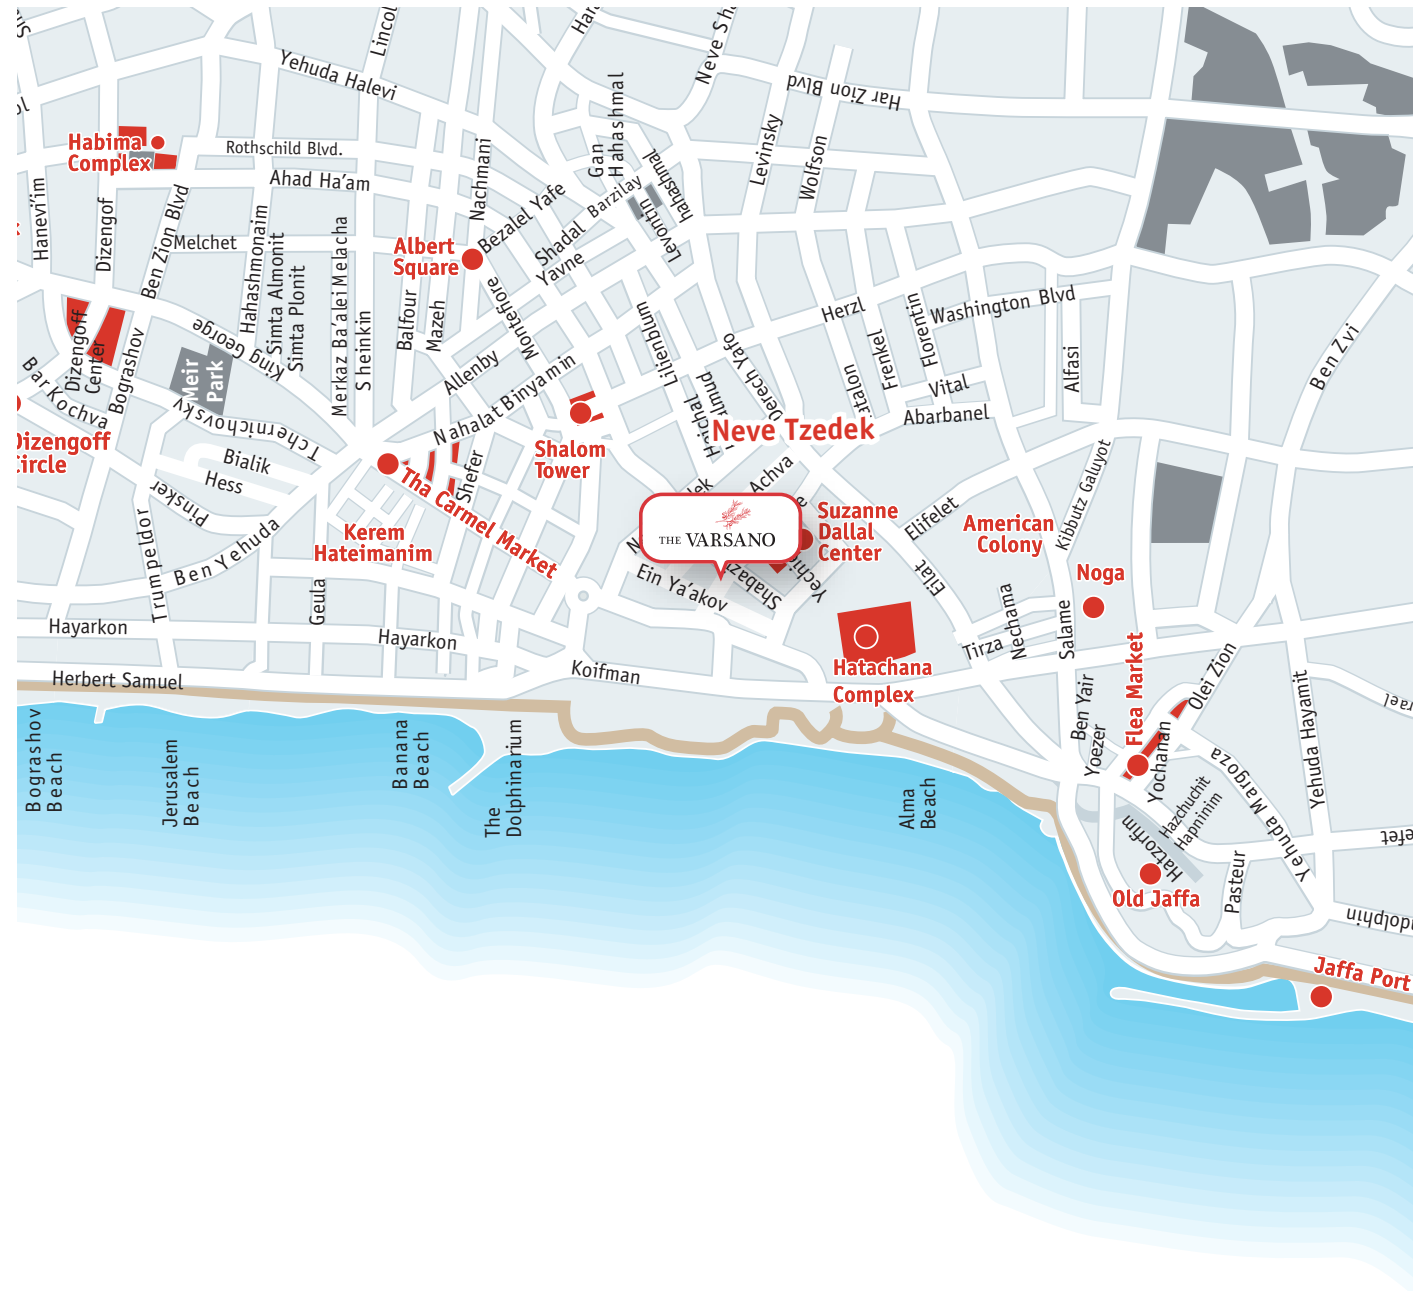 Yehuda Halevi
Neve
Har Zion Blvd
Gan
Hahashmal
Levinsky
Wolfson
Habima
Complex
Rothschild Blvd.
Ahad Ha'am
Nachmani
Hanevi'im
Dizengof
Ben Zion Blvd
Melchet
Hahashmonaim
Simta Almonit
Simta Plonit
Merkaz Ba'alei Melacha
Sheinkin
Balfour
Mazeh
Albert
Square
Bezalel Yafe
Shadal
Yavne
Barzilay
Levontin
hahashmal
Montefiore
Lilienblum
Derech Yafo
Herzl
Washington Blvd
Florentin
Frenkel
Vital
Abarbanel
Alfasi
Ben Zvi
Dizengoff
Center
Bograshov
King George
Meir
Park
Bar Kochva
Tchernichovsky
Allenby
Nahalat Binyamin
Shalom
Tower
Neve Tzedek
Dizengoff
Circle
Bialik
Hess
Pinsker
Trumpeldor
Ben Yehuda
Tha Carmel Market
Shefer
Kerem
Hateimanim
Achva
THE VARSANO
Suzanne
Dallal
Center
Elifelet
American
Colony
Kibbutz Galuyot
Ein Ya'akov
Eilat
Noga
Geula
Hayarkon
Hayarkon
Tirza
Nechama
Salame
Koifman
Hatachana
Complex
Herbert Samuel
Flea Market
Olei Zion
Ben Yair
Yoezer
Yochanan
Yehuda Hayamit
Yehuda Margoza
Hazchuchit
Hapninim
Hatzorfim
Pasteur
Bograshov
Beach
Jerusalem
Beach
Banana
Beach
The
Dolphinarium
Alma
Beach
Old Jaffa
Jaffa Port